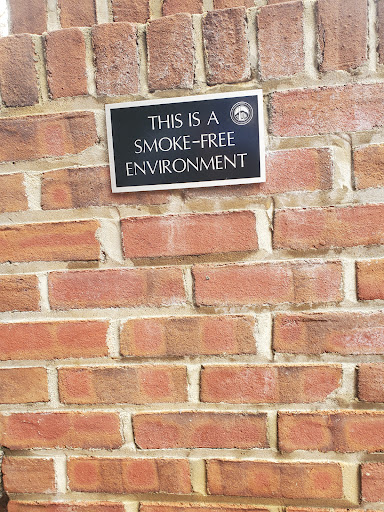 THIS IS A
SMOKE-FREE
ENVIRONMENT